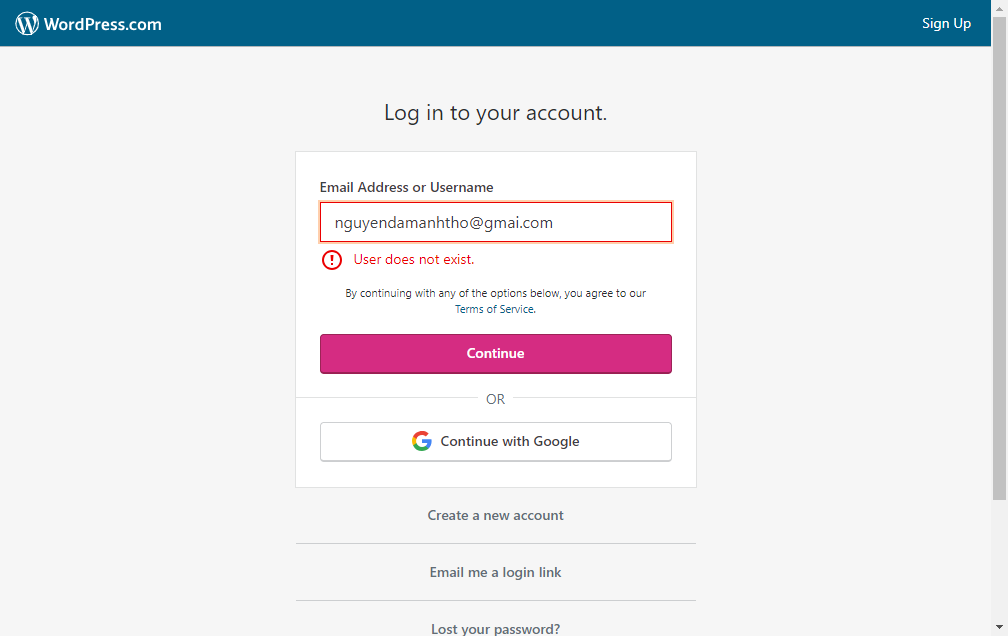 WordPress.com
Sign Up
Log in to your account.
Email Address or Username
nguyendamanhtho@gmai.com
User does not exist.
By continuing with any of the options below, you agree to our
Terms of Service.
Continue
OR
Continue with Google
Create a new account
Email me a login link
Lost your password?